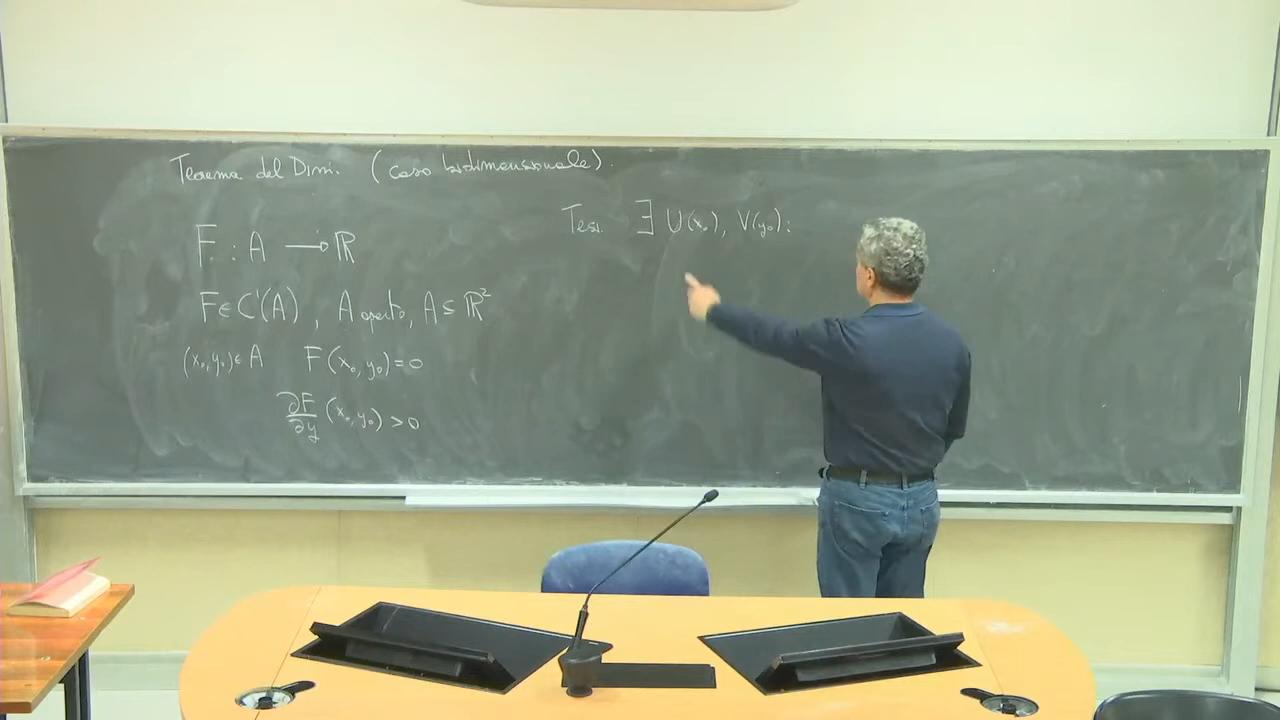 Teorema del Dini. (caso bidimensionale).
F : A → ℝ
F ∈ C¹(A), A aperto, A ⊆ ℝ²
(x₀,y₀) ∈ A F(x₀,y₀) = 0
∂F/∂y (x₀,y₀) > 0
Tesi. ∃ U(x₀), V(y₀):